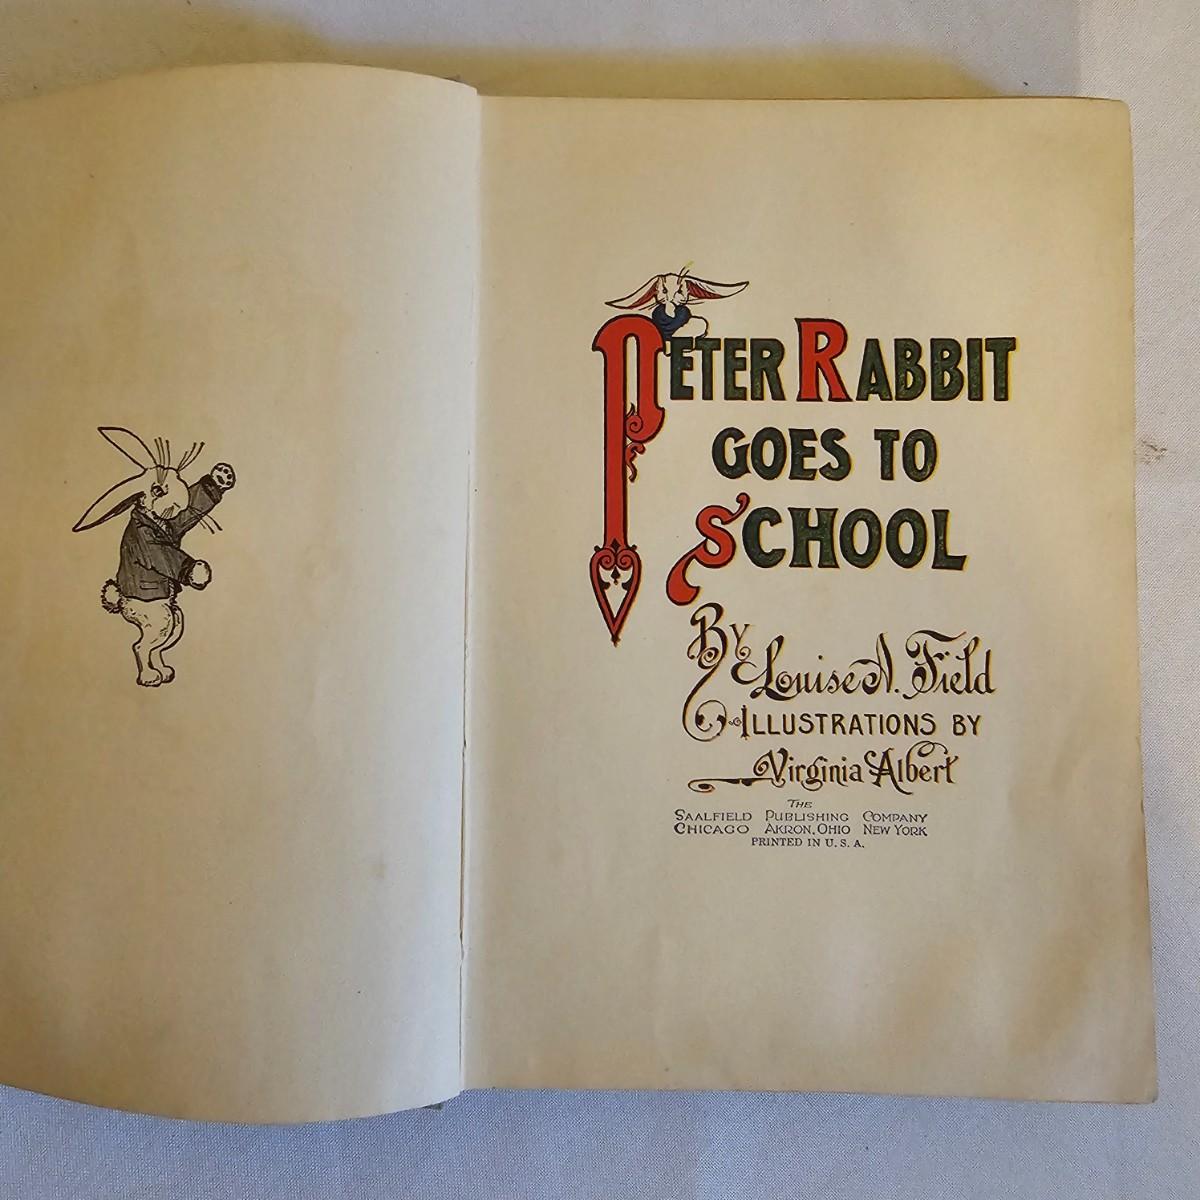 PETER RABBIT
GOES TO
SCHOOL
By
Louise A. Field
ILLUSTRATIONS BY
Virginia Albert
THE
SAALFIELD PUBLISHING COMPANY
CHICAGO AKRON, OHIO NEW YORK
PRINTED IN U. S. A.